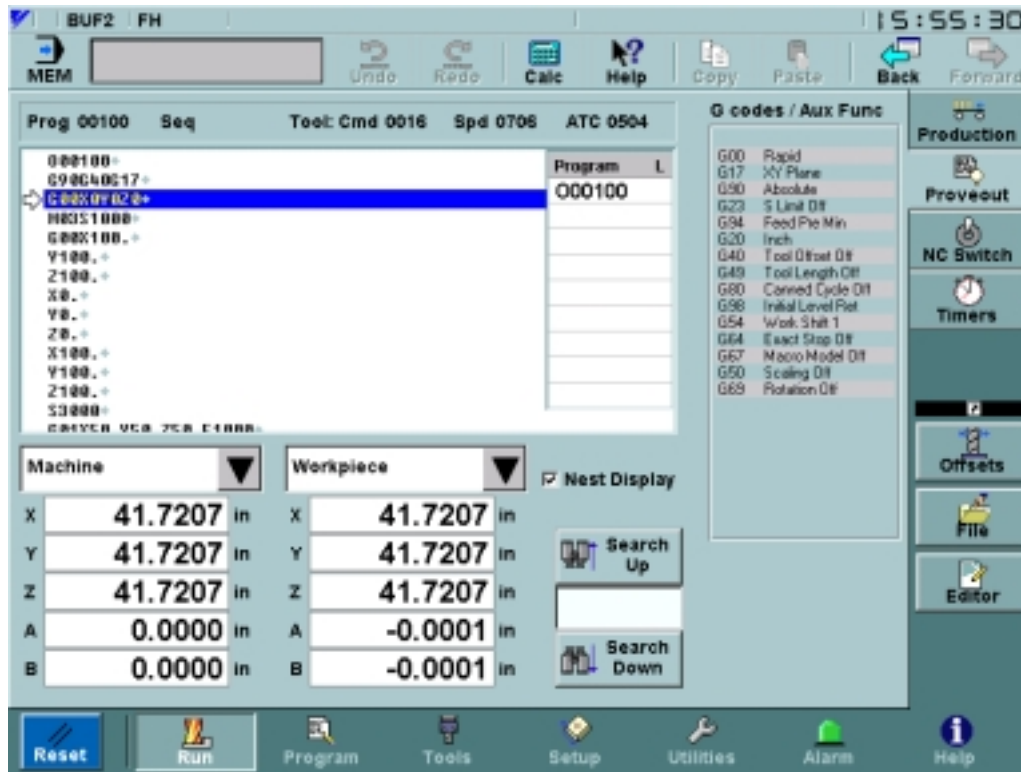 BUF2 FH 15:55:30
MEM Undo Redo Calc Help Copy Paste Back Forward
Prog 00100 Seq Tool: Cmd 0016 Spd 0706 ATC 0504
O00100
G90G40G17
G00X0Y0Z0
M03S1000
G00X100.
Y100.
Z100.
X0.
Y0.
Z0.
X100.
Y100.
Z100.
S3000
Program L
O00100
G codes / Aux Func
G00 Rapid
G17 XY Plane
G90 Absolute
G23 S Limit Off
G94 Feed Pre Min
G20 Inch
G40 Tool Offset Off
G49 Tool Length Off
G80 Canned Cycle Off
G98 Initial Level Ret
G54 Work Shift 1
G64 Exact Stop Off
G67 Macro Model Off
G50 Scaling Off
G69 Rotation Off
Production
Proveout
NC Switch
Timers
Offsets
File
Editor
Machine
X 41.7207 in
Y 41.7207 in
Z 41.7207 in
A 0.0000 in
B 0.0000 in
Workpiece
X 41.7207 in
Y 41.7207 in
Z 41.7207 in
A -0.0001 in
B -0.0001 in
Nest Display
Search
Up
Search
Down
Reset Run Program Tools Setup Utilities Alarm Help